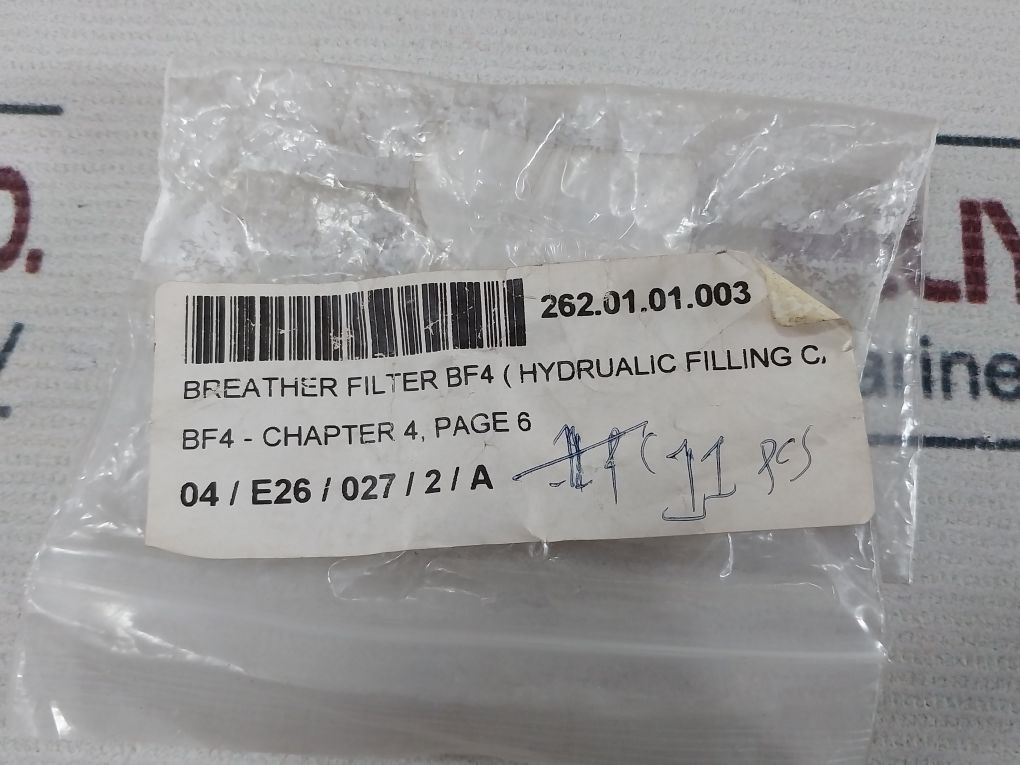 262.01.01.003
BREATHER FILTER BF4 ( HYDRUALIC FILLING C,
BF4 - CHAPTER 4, PAGE 6
04 / E26 / 027 / 2 / A
11 PCS